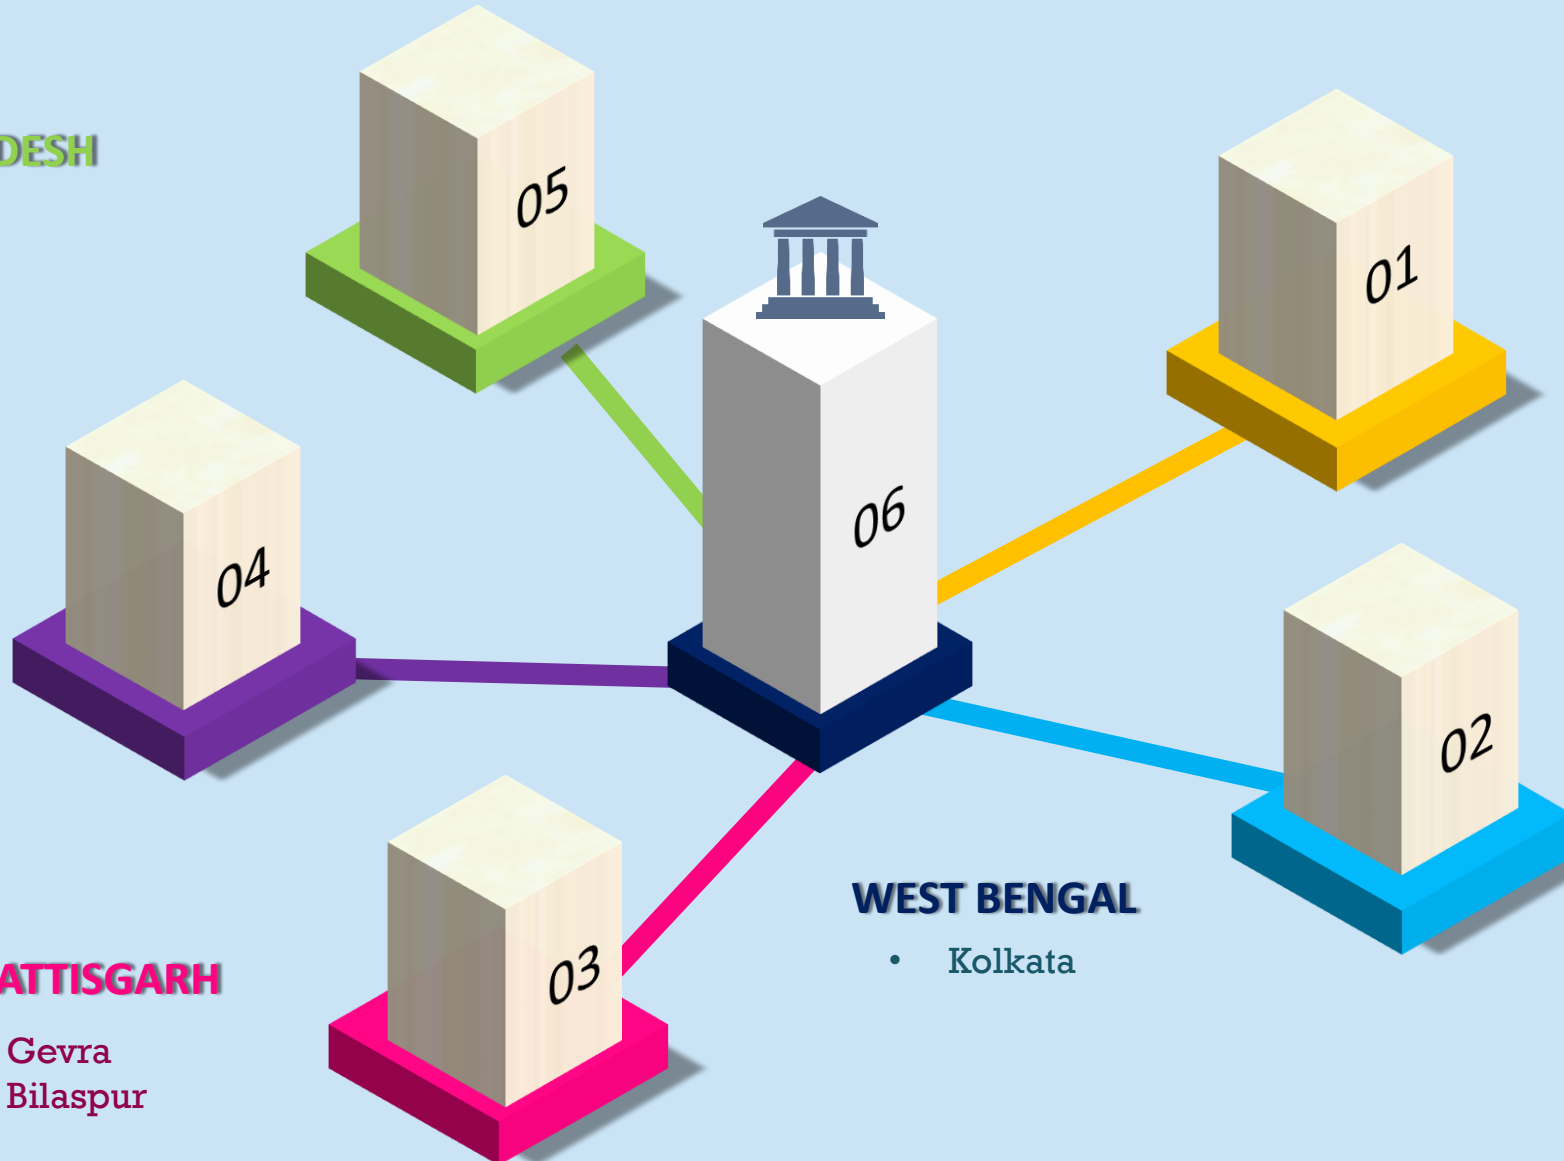 DESH
05
01
06
04
02
WEST BENGAL
• Kolkata
03
ATTISGARH
Gevra
Bilaspur